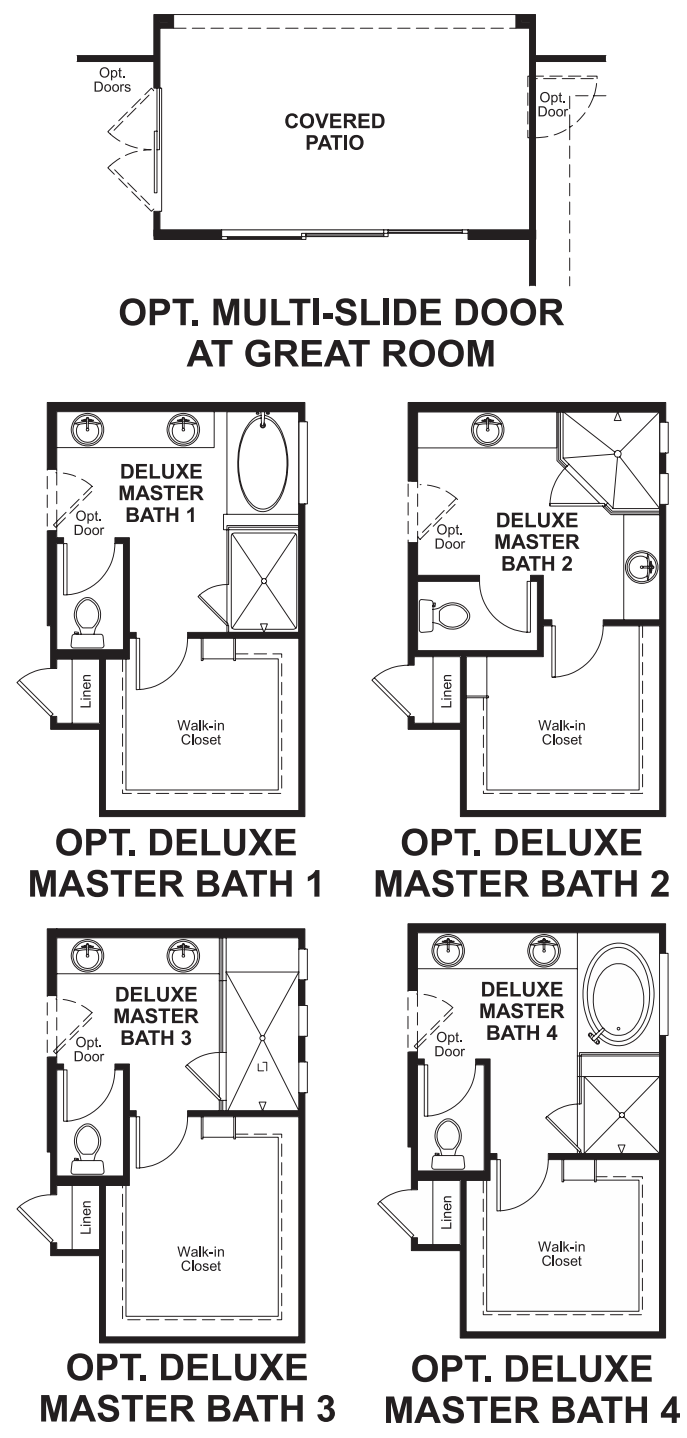 Opt.
Doors
COVERED
PATIO
Opt.
Door
OPT. MULTI-SLIDE DOOR
AT GREAT ROOM
DELUXE
MASTER
BATH 1
Opt.
Door
Linen
Walk-in
Closet
OPT. DELUXE
MASTER BATH 1
DELUXE
MASTER
BATH 2
Opt.
Door
Linen
Walk-in
Closet
OPT. DELUXE
MASTER BATH 2
DELUXE
MASTER
BATH 3
Opt.
Door
Linen
Walk-in
Closet
OPT. DELUXE
MASTER BATH 3
DELUXE
MASTER
BATH 4
Opt.
Door
Linen
Walk-in
Closet
OPT. DELUXE
MASTER BATH 4